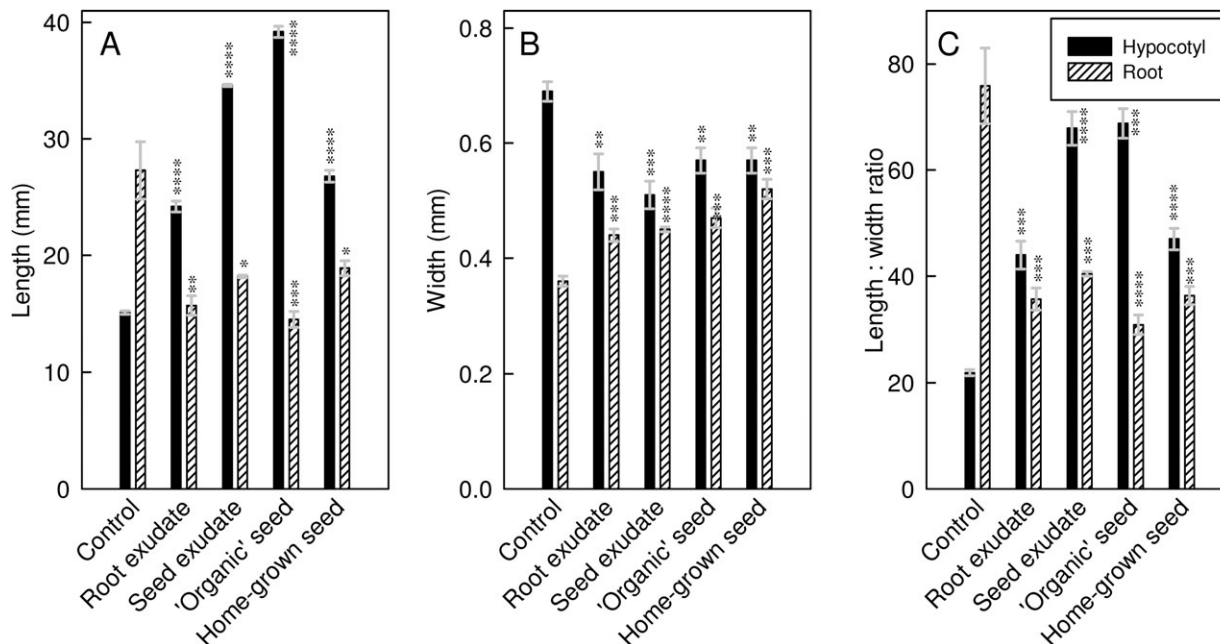 A
Length (mm)
40
30
20
10
0
****
**
****
*
****
***
****
*
Control
Root exudate
Seed exudate
'Organic' seed
Home-grown seed
B
Width (mm)
0.8
0.6
0.4
0.2
0.0
**
***
***
****
**
***
**
***
Control
Root exudate
Seed exudate
'Organic' seed
Home-grown seed
C
Hypocotyl
Root
Length : width ratio
80
60
40
20
0
***
***
****
***
***
****
****
***
Control
Root exudate
Seed exudate
'Organic' seed
Home-grown seed